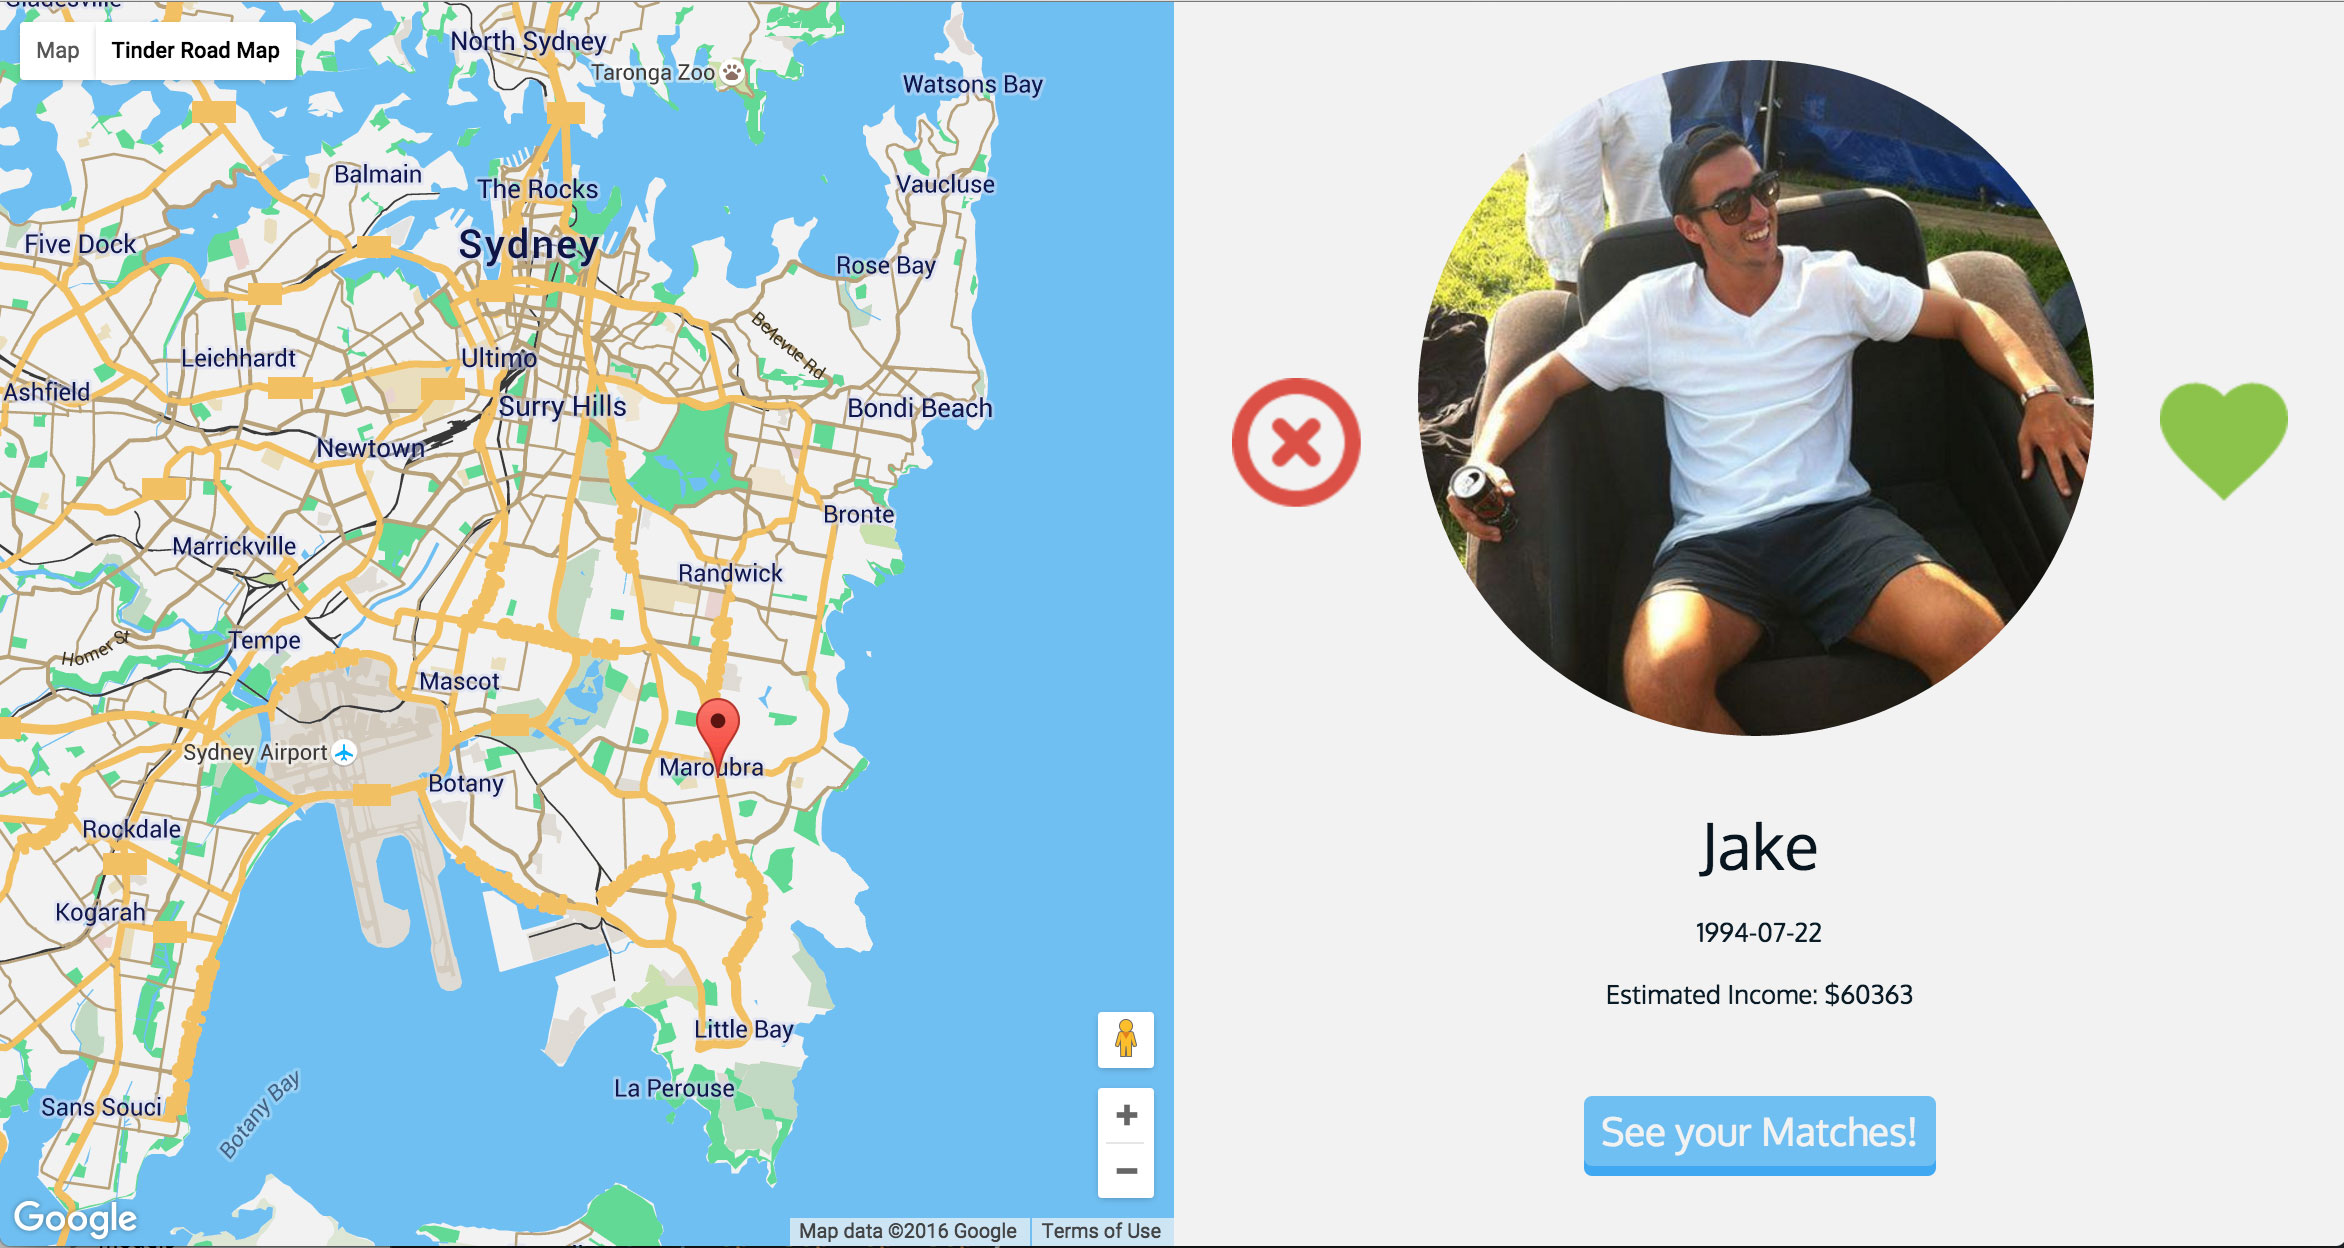 Gladesville
Map
Tinder Road Map
North Sydney
Taronga Zoo
Watsons Bay
Balmain
The Rocks
Vaucluse
Five Dock
Sydney
Rose Bay
Bellevue Rd
Leichhardt
Ultimo
Ashfield
Surry Hills
Bondi Beach
Newtown
Bronte
Marrickville
Randwick
Homer St
Tempe
Mascot
Sydney Airport
Maroubra
Botany
Rockdale
Kogarah
Little Bay
La Perouse
Sans Souci
Botany Bay
Google
Map data ©2016 Google
Terms of Use
Jake
1994-07-22
Estimated Income: $60363
See your Matches!